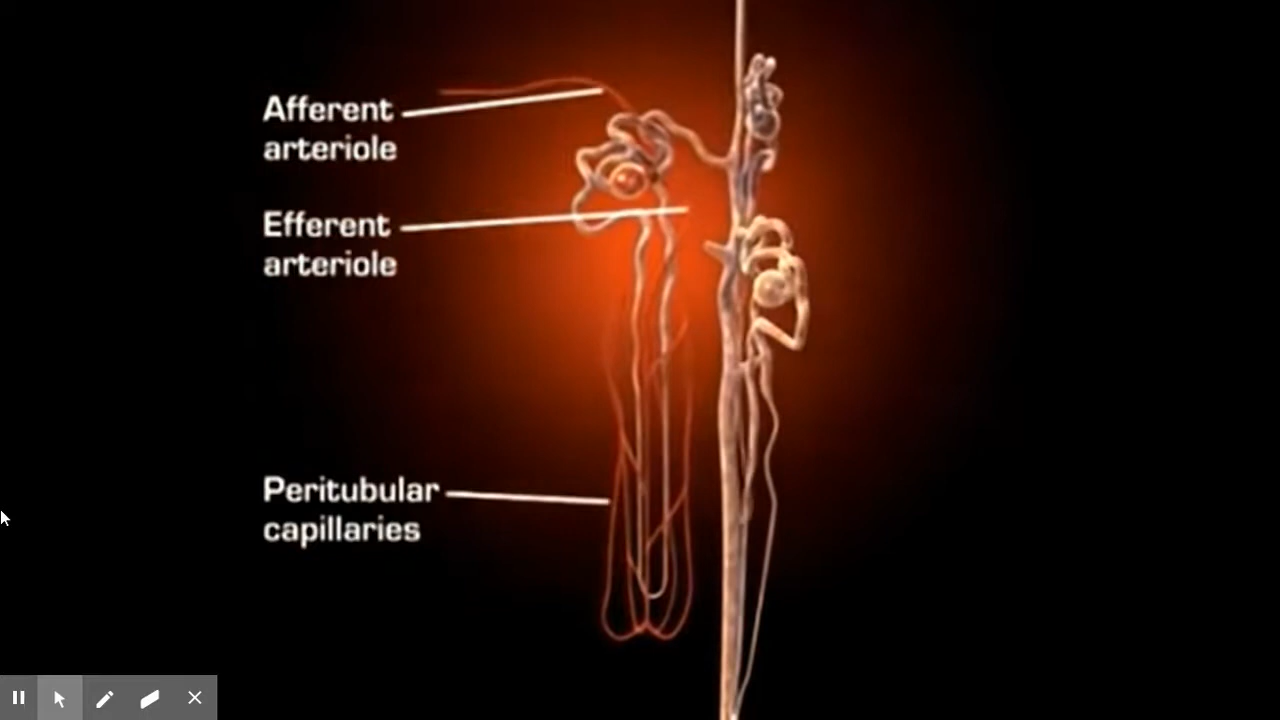 Afferent
arteriole
Efferent
arteriole
Peritubular
capillaries